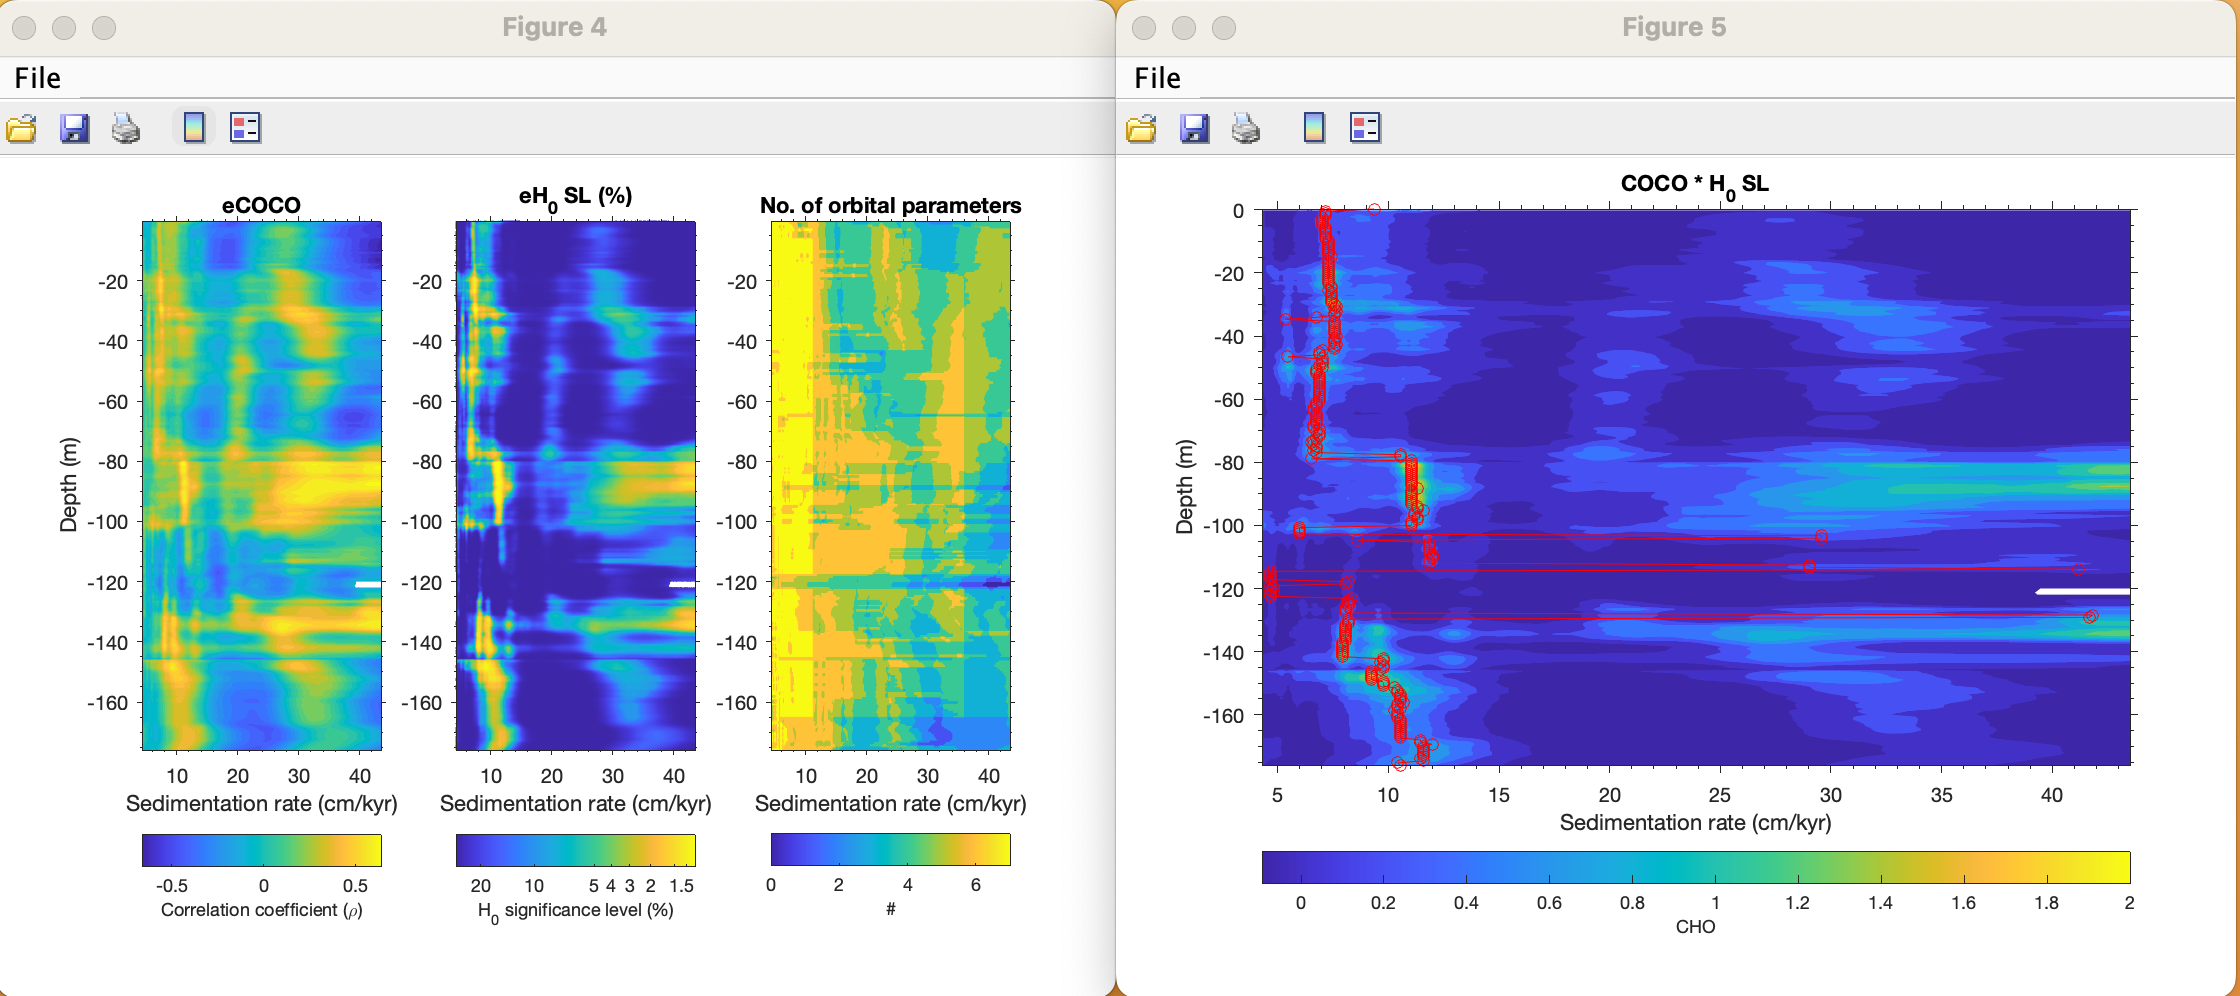 Figure 4
File
eCOCO
eH0 SL (%)
No. of orbital parameters
Depth (m)
-20
-40
-60
-80
-100
-120
-140
-160
10 20 30 40
Sedimentation rate (cm/kyr)
-0.5 0 0.5
Correlation coefficient (ρ)
-20
-40
-60
-80
-100
-120
-140
-160
10 20 30 40
Sedimentation rate (cm/kyr)
20 10 5 4 3 2 1.5
H0 significance level (%)
-20
-40
-60
-80
-100
-120
-140
-160
10 20 30 40
Sedimentation rate (cm/kyr)
0 2 4 6
#
Figure 5
File
COCO * H0 SL
Depth (m)
0
-20
-40
-60
-80
-100
-120
-140
-160
5 10 15 20 25 30 35 40
Sedimentation rate (cm/kyr)
0 0.2 0.4 0.6 0.8 1 1.2 1.4 1.6 1.8 2
CHO